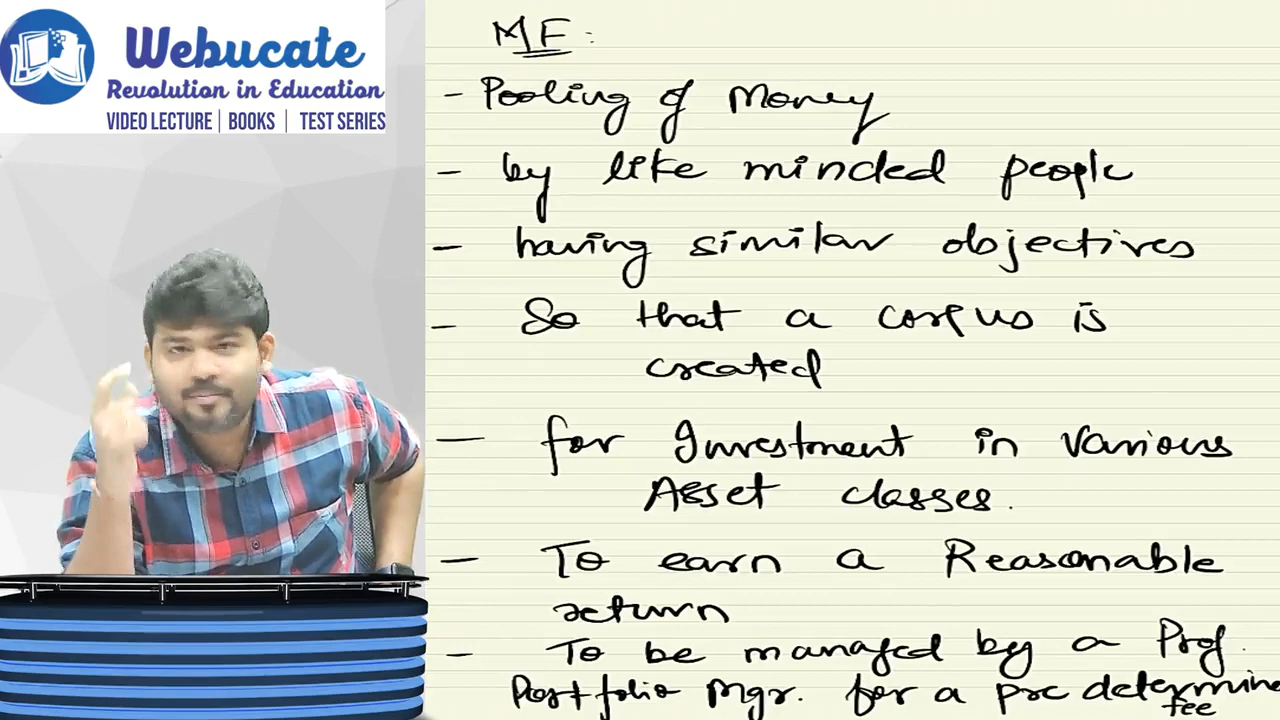 Webucate
Revolution in Education
VIDEO LECTURE | BOOKS | TEST SERIES
MF:
- Pooling of Money
- by like minded people
- having similar objectives
- So that a corpus is
created
- for Investment in various
Asset classes.
- To earn a Reasonable
return
- To be managed by a Prof.
Portfolio Mgr. for a pre determine
fee